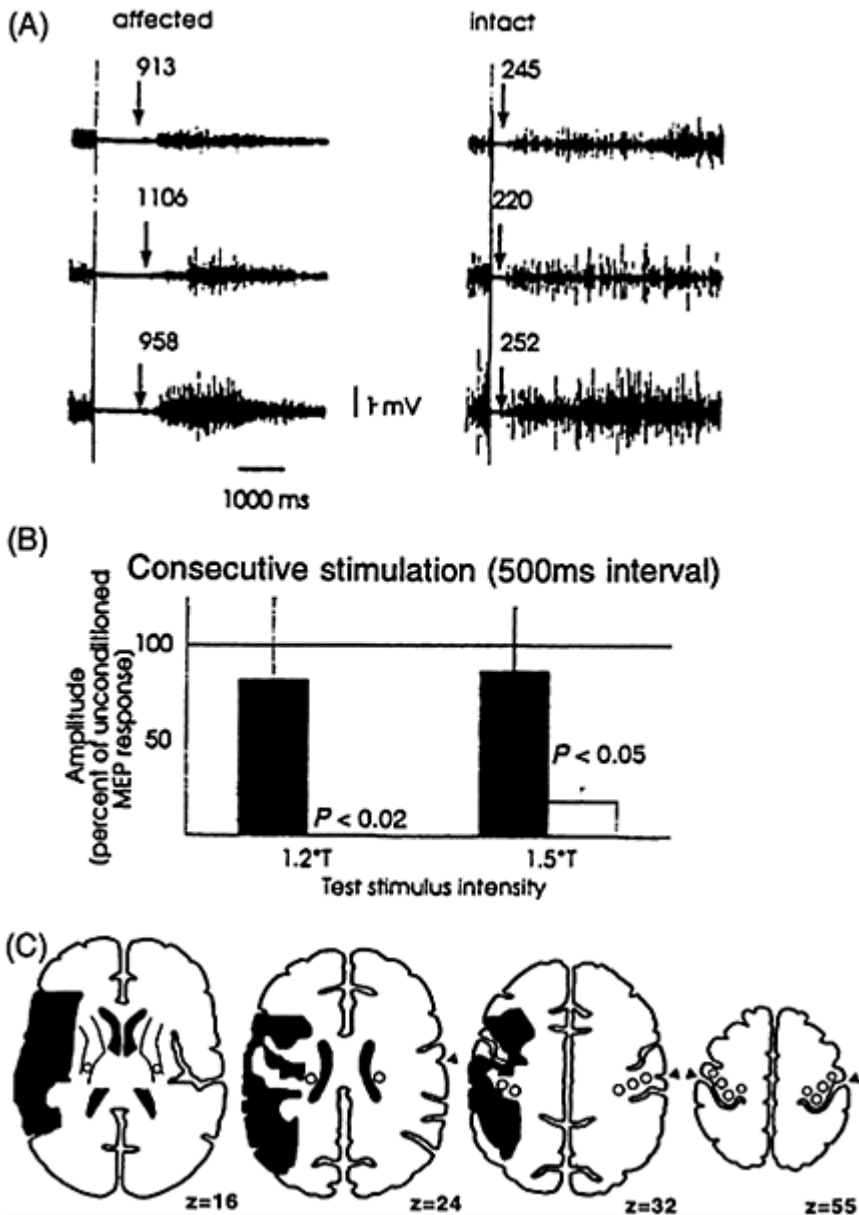 (A)
affected intact
913 245
1106 220
958 252
1 mV
1000 ms
(B)
Consecutive stimulation (500ms interval)
Amplitude
(percent of unconditioned
MEP response)
100
50
P < 0.02
P < 0.05
1.2*T 1.5*T
Test stimulus intensity
(C)
z=16 z=24 z=32 z=55